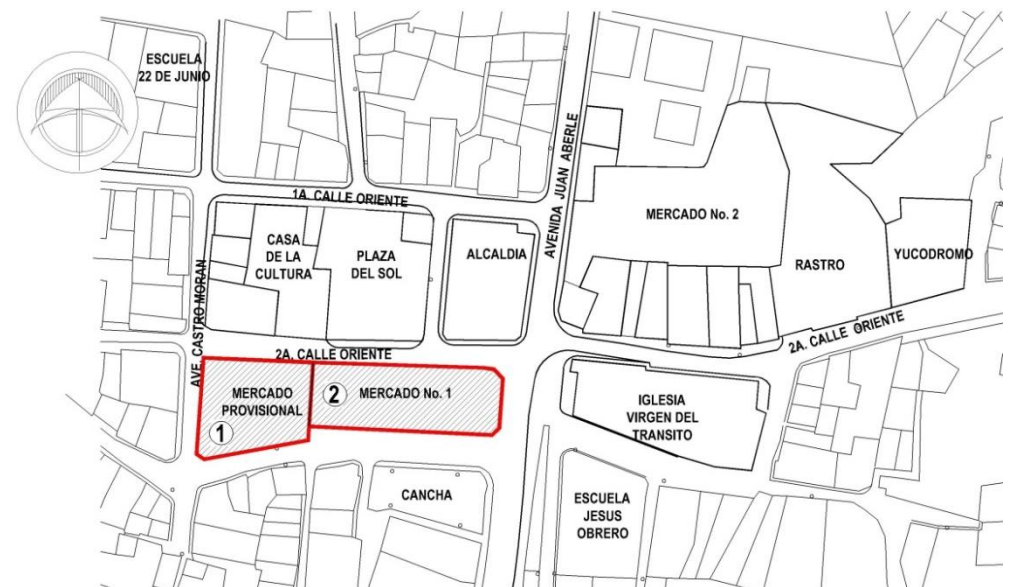 ESCUELA
22 DE JUNIO
1A. CALLE ORIENTE
AVENIDA JUAN ABERLE
MERCADO No. 2
CASA
DE LA
CULTURA
PLAZA
DEL SOL
ALCALDIA
RASTRO
YUCODROMO
AVE. CASTRO MORAN
2A. CALLE ORIENTE
2A. CALLE ORIENTE
MERCADO
PROVISIONAL
1
2
MERCADO No. 1
IGLESIA
VIRGEN DEL
TRANSITO
CANCHA
ESCUELA
JESUS
OBRERO